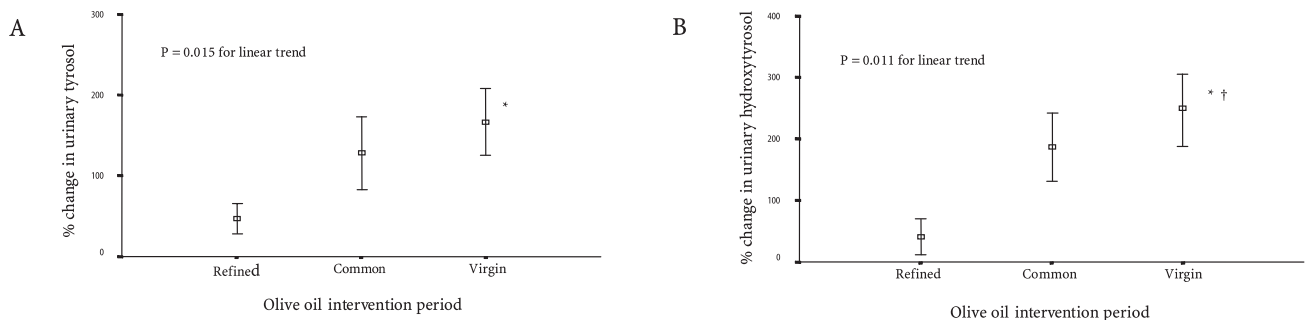 A
% change in urinary tyrosol
300
200
100
0
P = 0.015 for linear trend
*
Refined
Common
Virgin
Olive oil intervention period
B
% change in urinary hydroxytyrosol
400
300
200
100
0
P = 0.011 for linear trend
* †
Refined
Common
Virgin
Olive oil intervention period